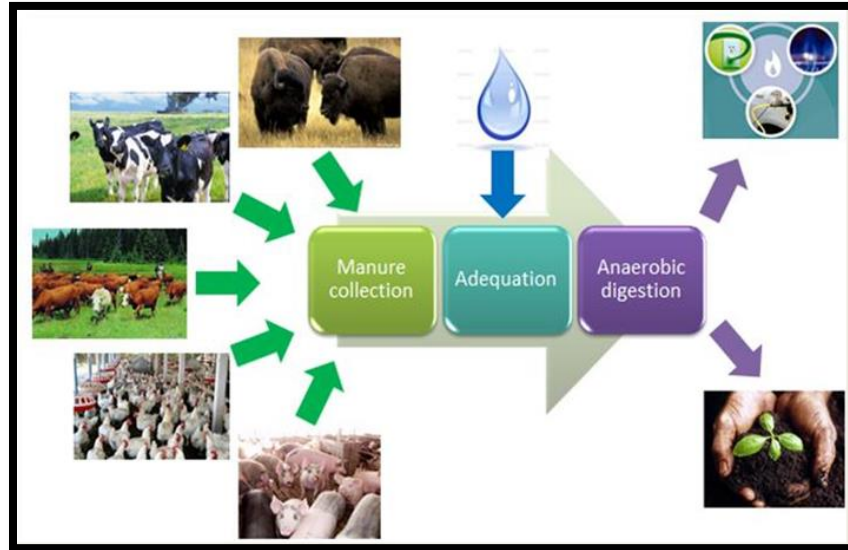 Manure
collection
Adequation
Anaerobic
digestion